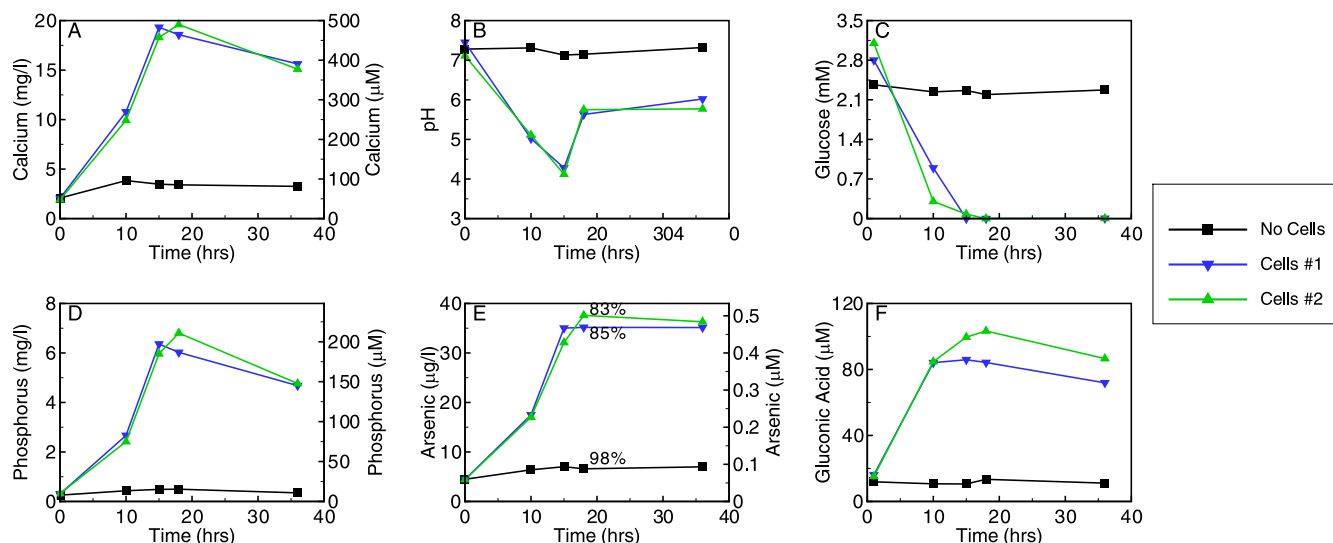 A
Calcium (mg/l)
20
15
10
5
0
500
400
300
200
100
0
Calcium (µM)
0 10 20 30 40
Time (hrs)
B
pH
8
7
6
5
4
3
0 10 20 304 0
Time (hrs)
C
Glucose (mM)
3.5
2.8
2.1
1.4
0.7
0
0 10 20 30 40
Time (hrs)
No Cells
Cells #1
Cells #2
D
Phosphorus (mg/l)
8
6
4
2
0
200
150
100
50
0
Phosphorus (µM)
0 10 20 30 40
Time (hrs)
E
Arsenic (µg/l)
40
30
20
10
0
83%
85%
98%
0.5
0.4
0.3
0.2
0.1
0.0
Arsenic (µM)
0 10 20 30 40
Time (hrs)
F
Gluconic Acid (µM)
120
80
40
0
0 10 20 30 40
Time (hrs)